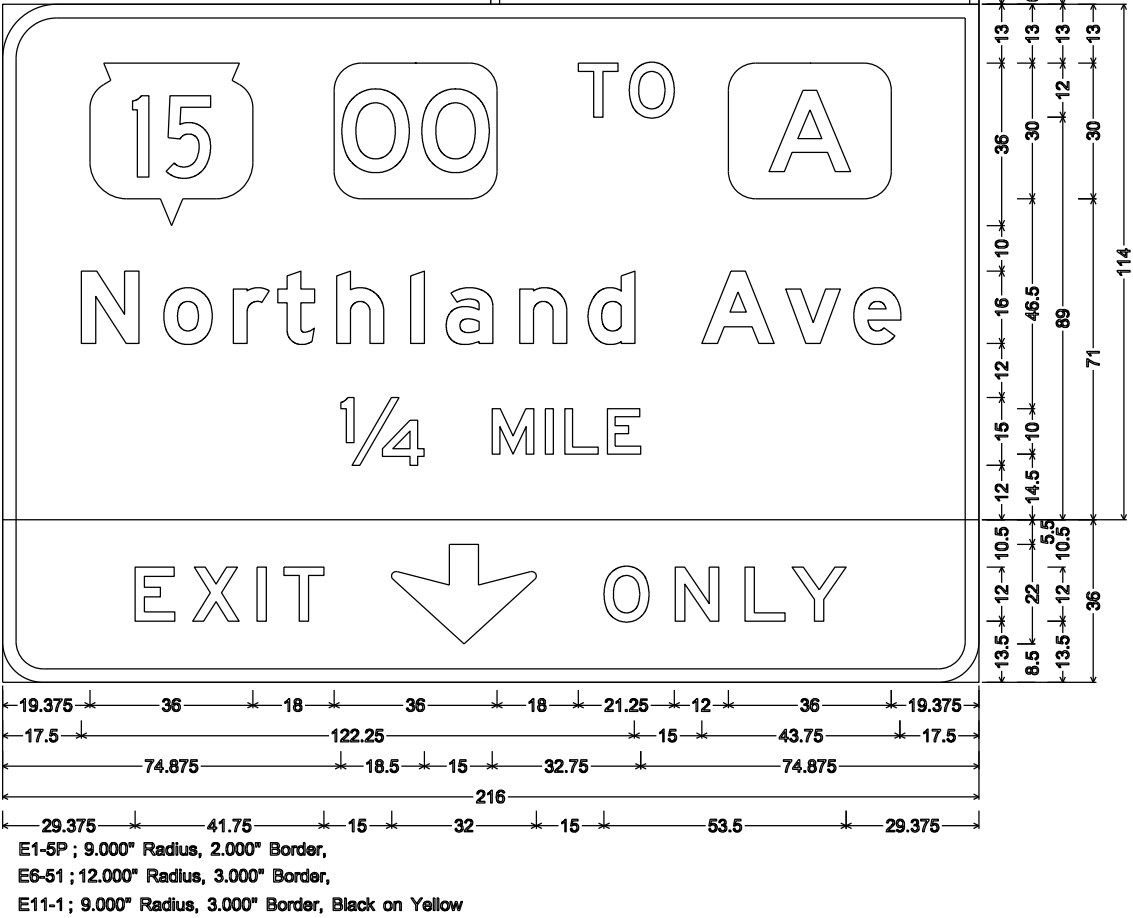 15 OO TO A
Northland Ave
1/4 MILE
EXIT ONLY
13 13 13 13
12
36 30 30
10
16 46.5 89 71 114
12
15 10
12 14.5
10.5 5.5 10.5
12 22 12 36
13.5 8.5 13.5
19.375 36 18 36 18 21.25 12 36 19.375
17.5 122.25 15 43.75 17.5
74.875 18.5 15 32.75 74.875
216
29.375 41.75 15 32 15 53.5 29.375
E1-5P ; 9.000" Radius, 2.000" Border,
E6-51 ; 12.000" Radius, 3.000" Border,
E11-1 ; 9.000" Radius, 3.000" Border, Black on Yellow